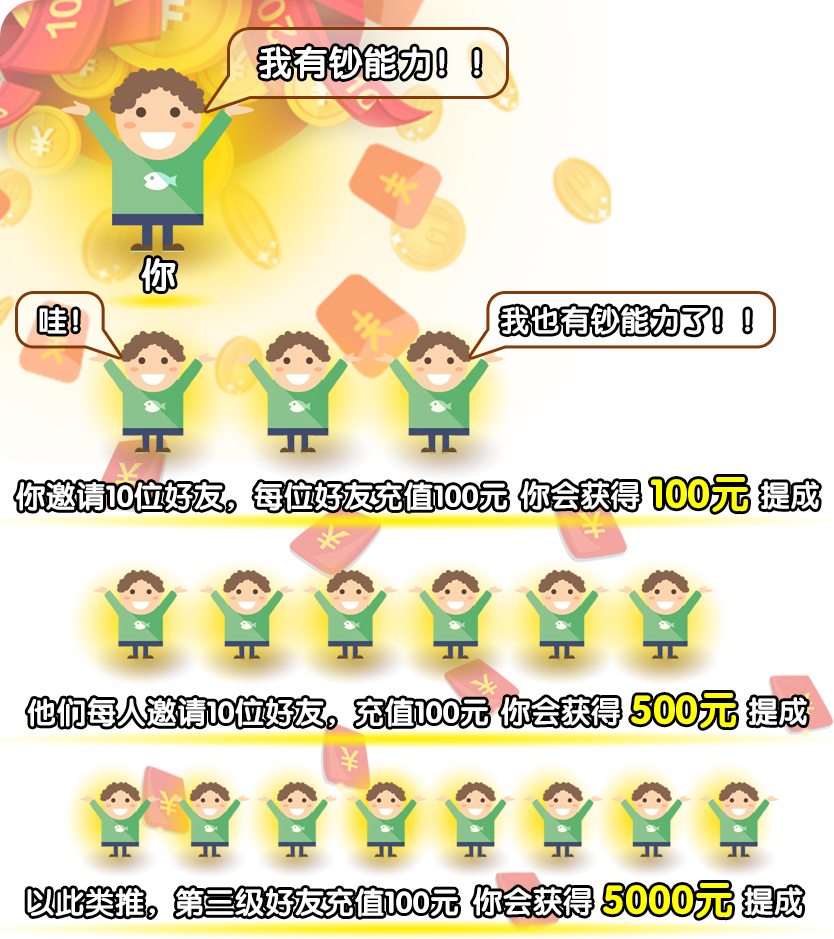 我有钞能力！！
你
哇！
我也有钞能力了！！
你邀请10位好友，每位好友充值100元 你会获得 100元 提成
他们每人邀请10位好友，充值100元 你会获得 500元 提成
以此类推，第三级好友充值100元 你会获得 5000元 提成